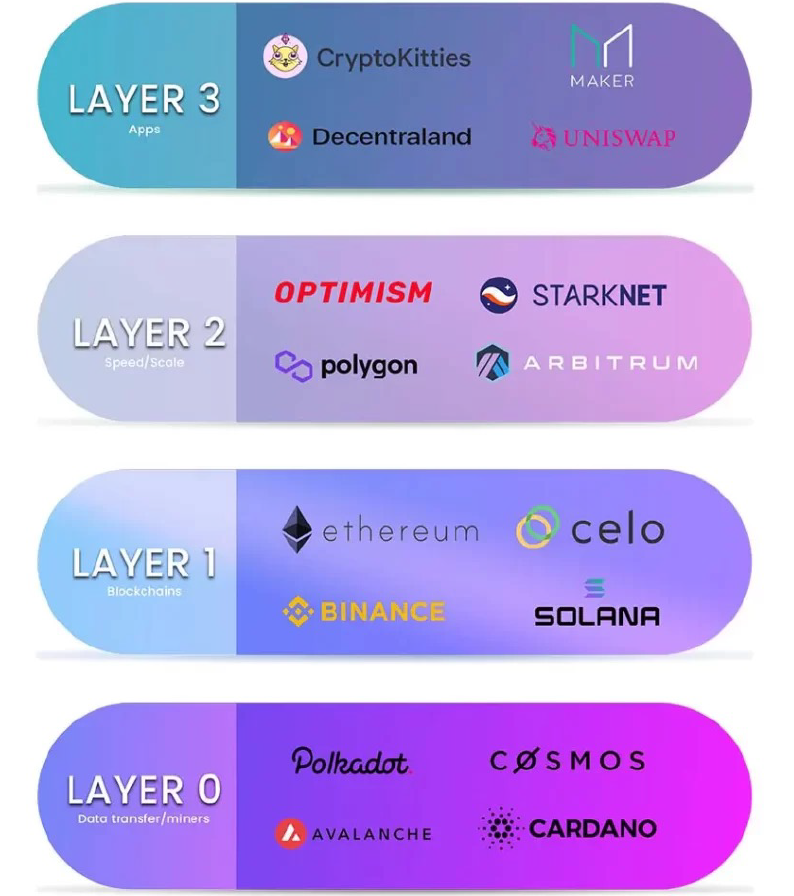 LAYER 3
Apps
CryptoKitties
MAKER
Decentraland
UNISWAP
LAYER 2
Speed/Scale
OPTIMISM
STARKNET
polygon
ARBITRUM
LAYER 1
Blockchains
ethereum
celo
BINANCE
SOLANA
LAYER 0
Data transfer/miners
Polkadot.
CØSMOS
AVALANCHE
CARDANO